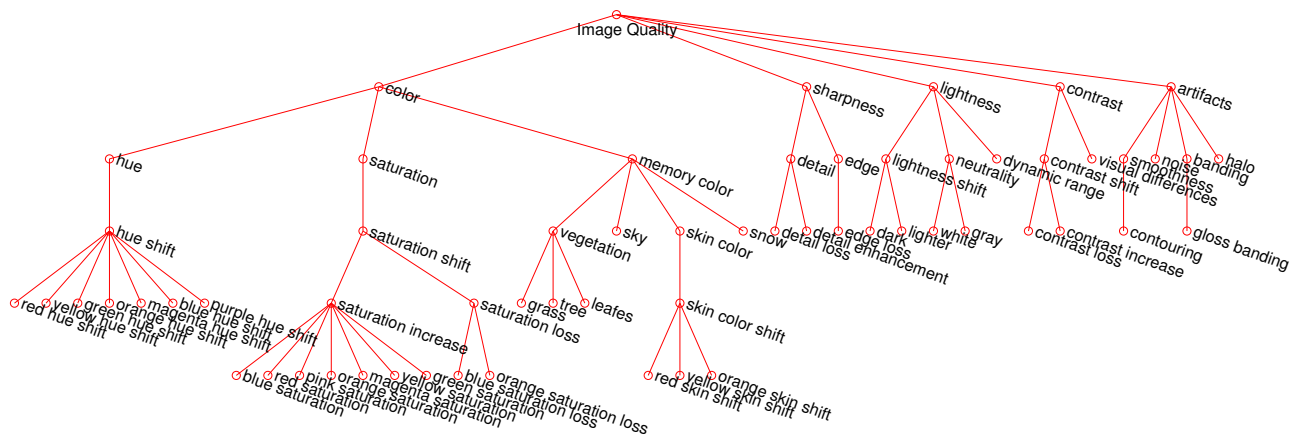 Image Quality
color
sharpness
lightness
contrast
artifacts
hue
saturation
memory color
detail
edge
lightness shift
neutrality
dynamic range
contrast shift
visual differences
smoothness
noise
banding
halo
hue shift
saturation shift
vegetation
sky
skin color
snow
detail loss
detail enhancement
edge loss
dark
lighter
white
gray
contrast loss
contrast increase
contouring
gloss banding
red hue shift
yellow hue shift
green hue shift
orange hue shift
magenta hue shift
blue hue shift
purple hue shift
saturation increase
saturation loss
grass
tree
leafes
skin color shift
blue saturation
red saturation
pink saturation
orange saturation
magenta saturation
yellow saturation
green saturation
blue saturation loss
orange saturation loss
red skin shift
yellow skin shift
orange skin shift